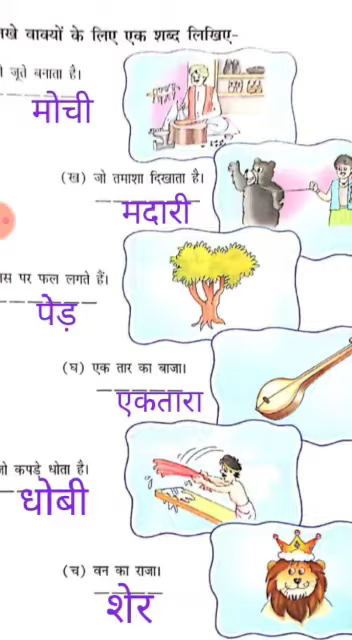 वाक्यों के लिए एक शब्द लिखिए-
जूते बनाता है।
मोची
(ख) जो तमाशा दिखाता है।
मदारी
पर फल लगते हैं।
पेड़
(घ) एक तार का बाजा।
एकतारा
कपड़े धोता है।
धोबी
(च) वन का राजा।
शेर